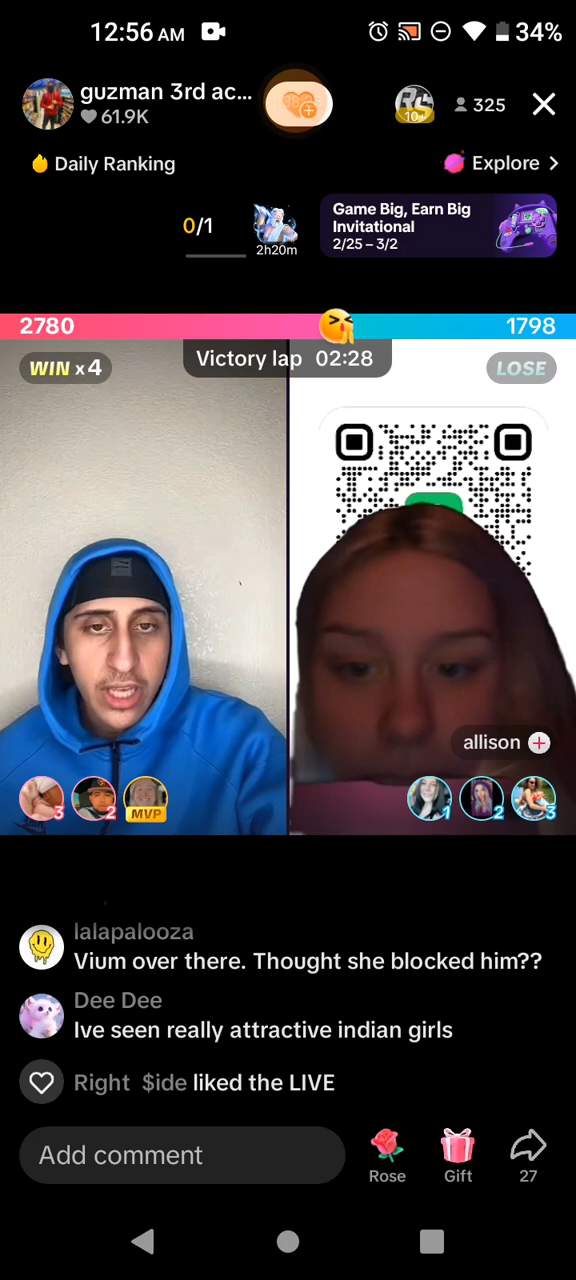 12:56 AM
34%
guzman 3rd ac...
61.9K
10+
325
Daily Ranking
Explore >
0/1
2h20m
Game Big, Earn Big
Invitational
2/25 – 3/2
2780
1798
Victory lap 02:28
WIN x4
LOSE
allison
3
2
MVP
1
2
3
lalapalooza
Vium over there. Thought she blocked him??
Dee Dee
Ive seen really attractive indian girls
Right $ide liked the LIVE
Add comment
Rose
Gift
27